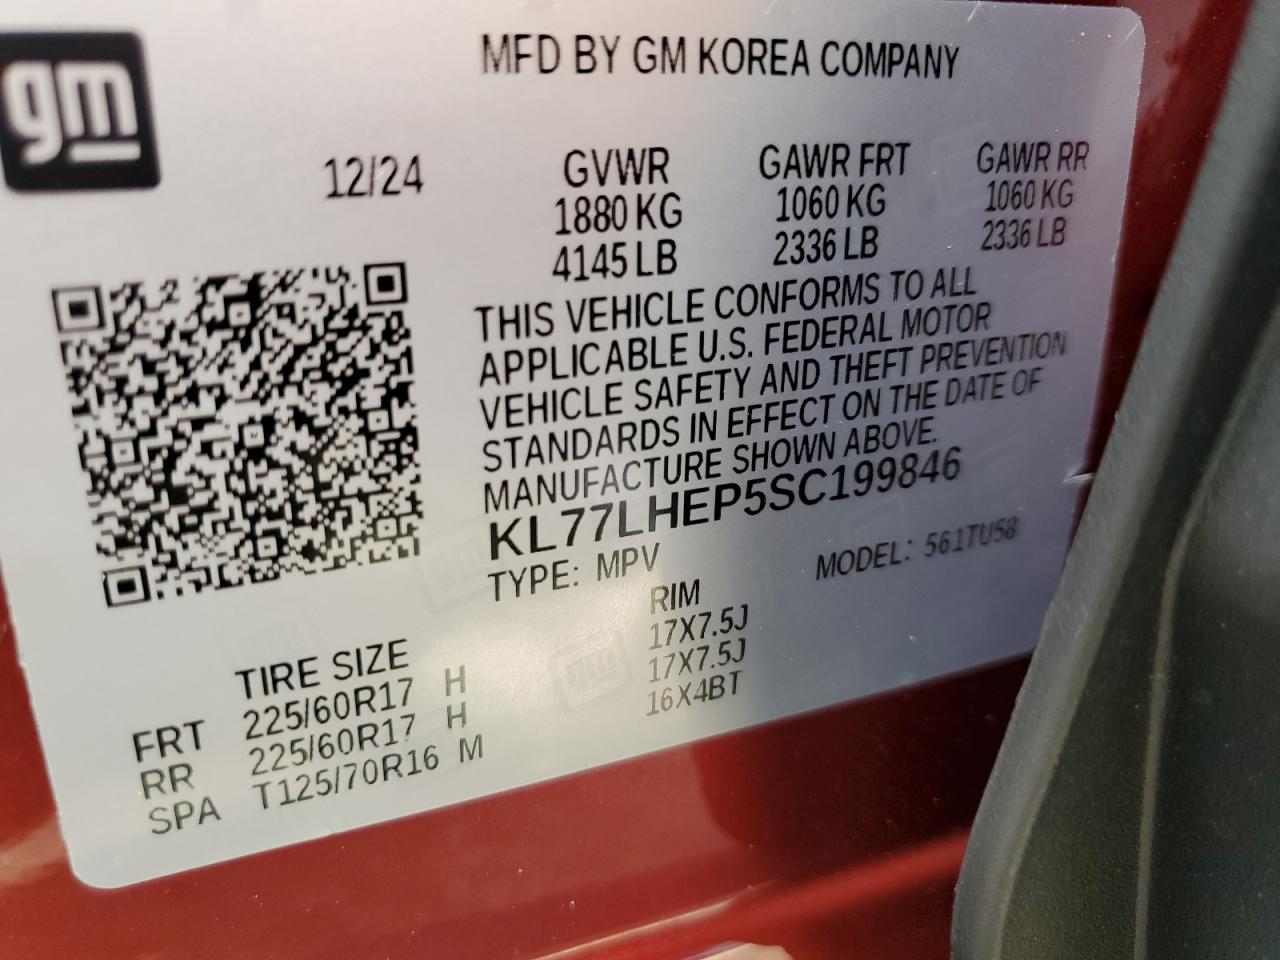 gm
MFD BY GM KOREA COMPANY
12/24 GVWR GAWR FRT GAWR RR
1880 KG 1060 KG 1060 KG
4145 LB 2336 LB 2336 LB
THIS VEHICLE CONFORMS TO ALL
APPLICABLE U.S. FEDERAL MOTOR
VEHICLE SAFETY AND THEFT PREVENTION
STANDARDS IN EFFECT ON THE DATE OF
MANUFACTURE SHOWN ABOVE.
KL77LHEP5SC199846
TYPE: MPV MODEL: 561TU58
TIRE SIZE RIM
FRT 225/60R17 H 17X7.5J
RR 225/60R17 H 17X7.5J
SPA T125/70R16 M 16X4BT